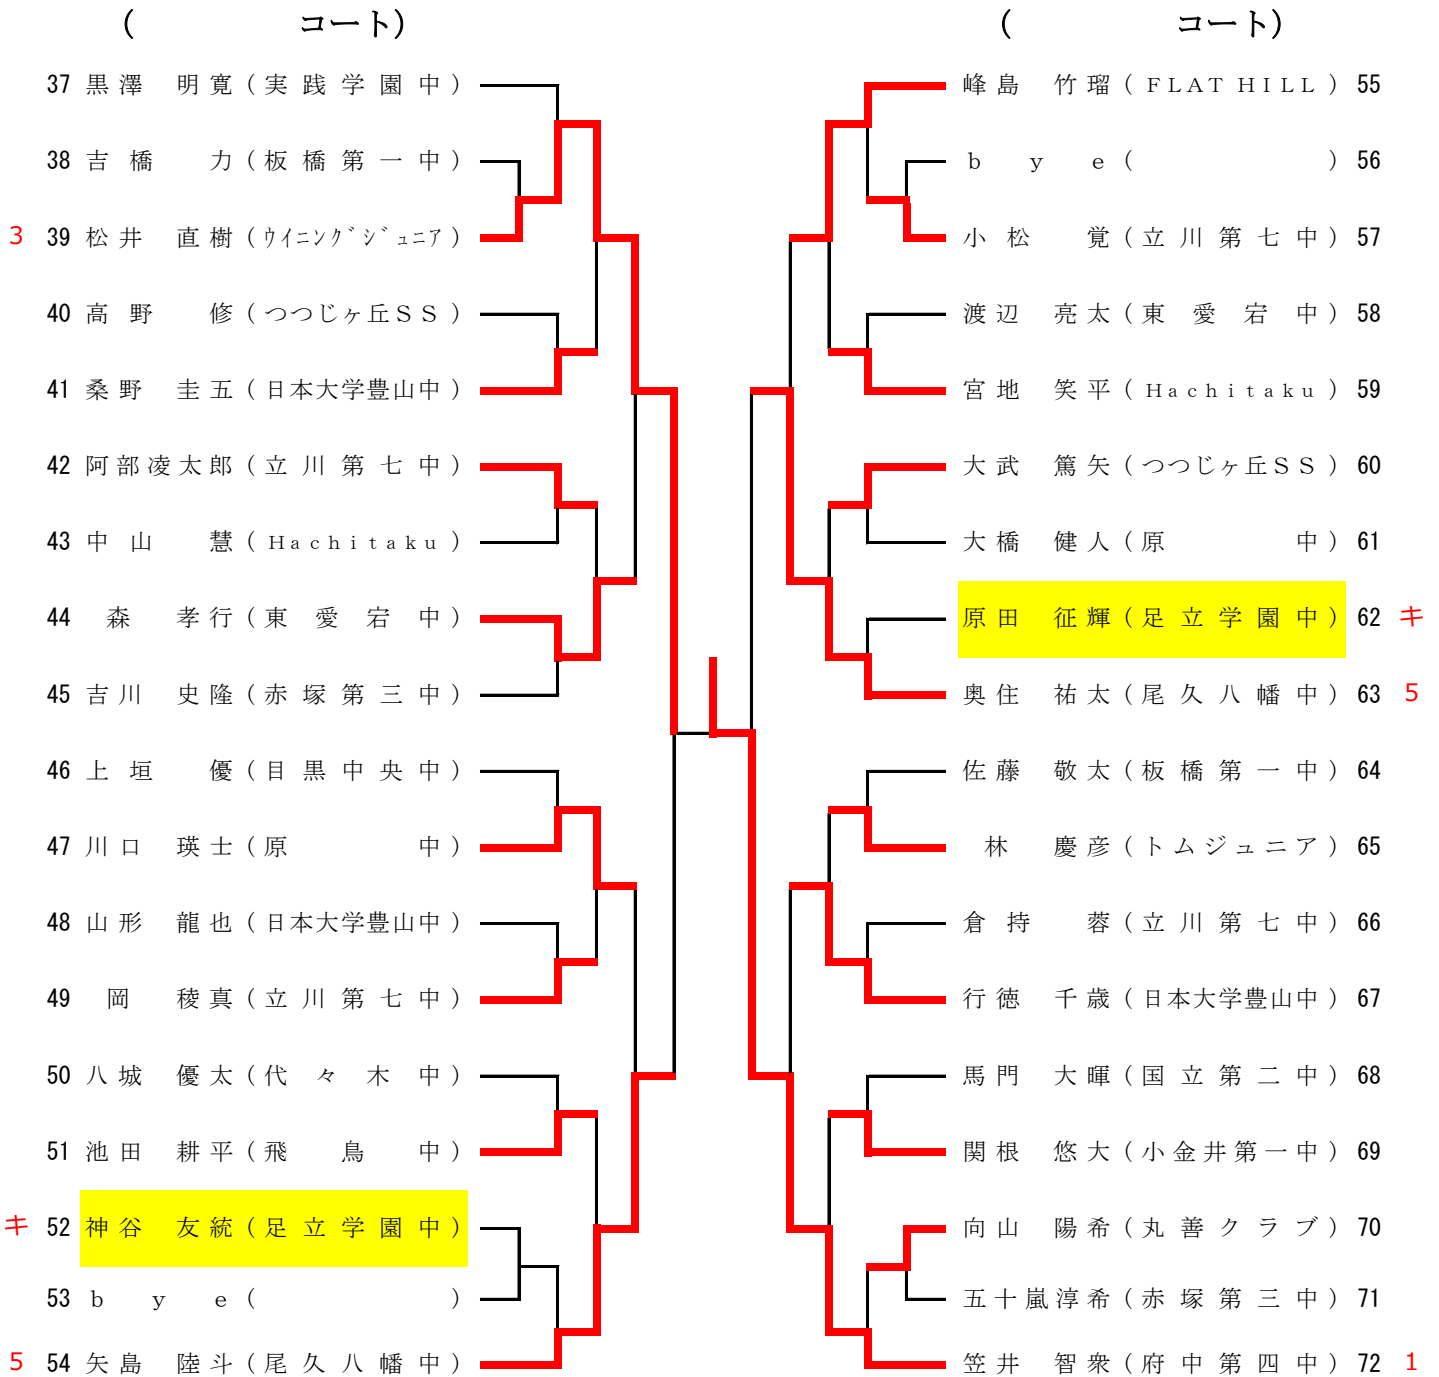 ( コート)
37 黒澤 明寛 ( 実践学園中 )
38 吉橋 力 ( 板橋第一中 )
3 39 松井 直樹 ( ウイニングジュニア )
40 高野 修 ( つつじヶ丘SS )
41 桑野 圭五 ( 日本大学豊山中 )
42 阿部凌太郎 ( 立川第七中 )
43 中山 慧 ( Hachitaku )
44 森 孝行 ( 東愛宕中 )
45 吉川 史隆 ( 赤塚第三中 )
46 上垣 優 ( 目黒中央中 )
47 川口 瑛士 ( 原 中 )
48 山形 龍也 ( 日本大学豊山中 )
49 岡 稜真 ( 立川第七中 )
50 八城 優太 ( 代々木中 )
51 池田 耕平 ( 飛鳥中 )
キ 52 神谷 友統 ( 足立学園中 )
53 bye ( )
5 54 矢島 陸斗 ( 尾久八幡中 )
( コート)
峰島 竹瑠 ( FLAT HILL ) 55
bye ( ) 56
小松 覚 ( 立川第七中 ) 57
渡辺 亮太 ( 東愛宕中 ) 58
宮地 笑平 ( Hachitaku ) 59
大武 篤矢 ( つつじヶ丘SS ) 60
大橋 健人 ( 原 中 ) 61
原田 征輝 ( 足立学園中 ) 62 キ
奥住 祐太 ( 尾久八幡中 ) 63 5
佐藤 敬太 ( 板橋第一中 ) 64
林 慶彦 ( トムジュニア ) 65
倉持 蓉 ( 立川第七中 ) 66
行徳 千歳 ( 日本大学豊山中 ) 67
馬門 大暉 ( 国立第二中 ) 68
関根 悠大 ( 小金井第一中 ) 69
向山 陽希 ( 丸善クラブ ) 70
五十嵐淳希 ( 赤塚第三中 ) 71
笠井 智衆 ( 府中第四中 ) 72 1